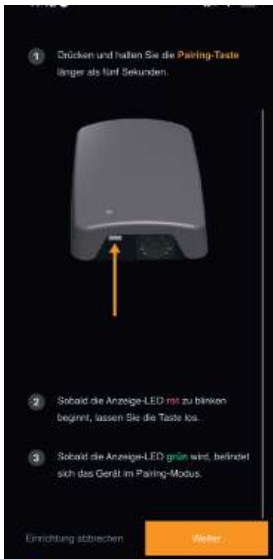 1 Drücken und halten Sie die Pairing-Taste
länger als fünf Sekunden.
2 Sobald die Anzeige-LED rot zu blinken
beginnt, lassen Sie die Taste los.
3 Sobald die Anzeige-LED grün wird, befindet
sich das Gerät im Pairing-Modus.
Einrichtung abbrechen Weiter